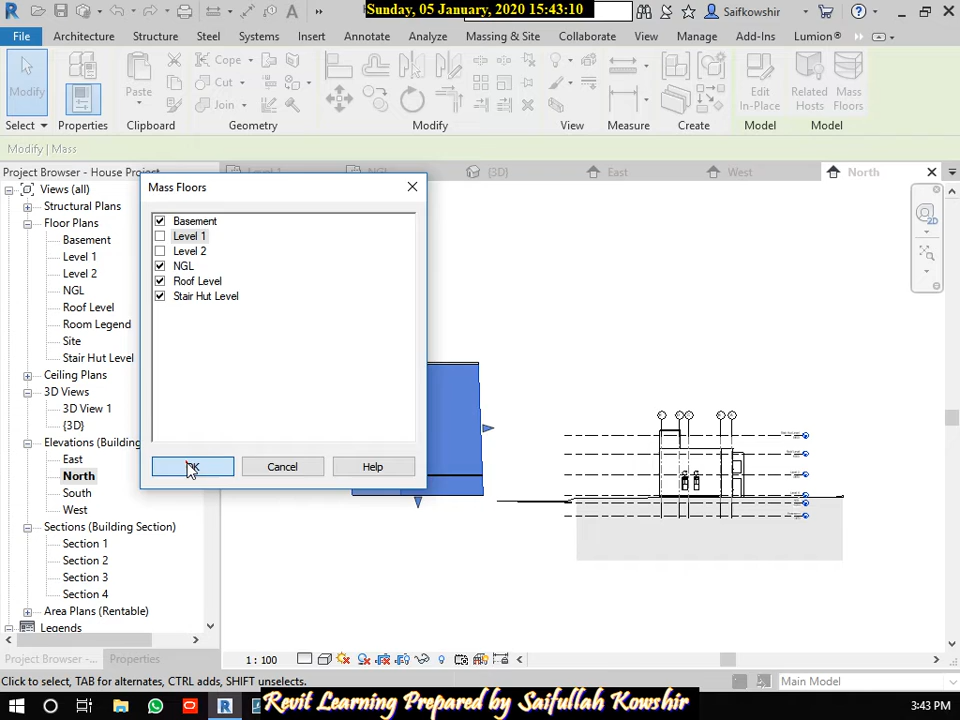 Sunday, 05 January, 2020 15:43:10
Saifkowshir
File
Architecture
Structure
Steel
Systems
Insert
Annotate
Analyze
Massing & Site
Collaborate
View
Manage
Add-Ins
Lumion®
Modify
Paste
Cope
Cut
Join
Edit
In-Place
Related
Hosts
Mass
Floors
Select
Properties
Clipboard
Geometry
Modify
View
Measure
Create
Model
Model
Modify | Mass
Project Browser - House Project
{3D}
East
West
North
Views (all)
Structural Plans
Floor Plans
Basement
Level 1
Level 2
NGL
Roof Level
Room Legend
Site
Stair Hut Level
Ceiling Plans
3D Views
3D View 1
{3D}
Elevations (Building
East
North
South
West
Sections (Building Section)
Section 1
Section 2
Section 3
Section 4
Area Plans (Rentable)
Legends
Project Browser -...
Properties
Mass Floors
Basement
Level 1
Level 2
NGL
Roof Level
Stair Hut Level
OK
Cancel
Help
2D
1 : 100
Click to select, TAB for alternates, CTRL adds, SHIFT unselects.
Main Model
Revit Learning Prepared by Saifullah Kowshir
3:43 PM